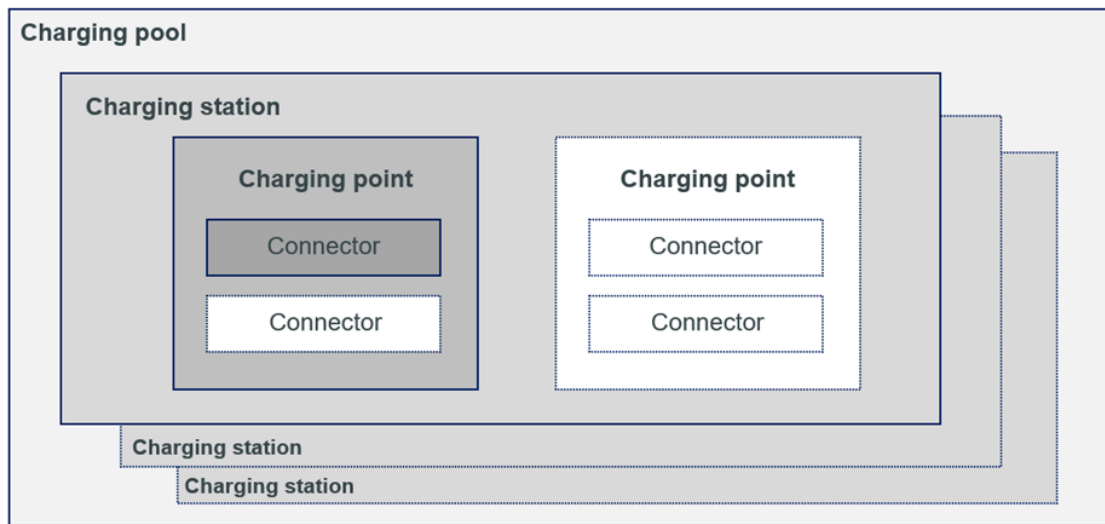 Charging pool
Charging station
Charging point
Connector
Connector
Charging point
Connector
Connector
Charging station
Charging station